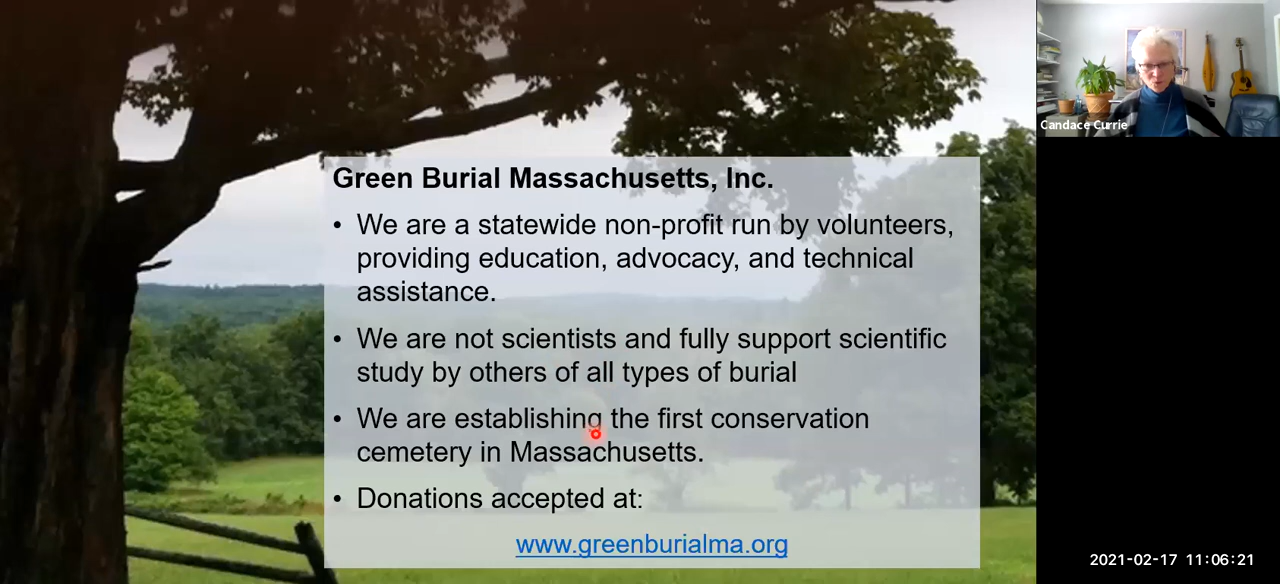 Green Burial Massachusetts, Inc.
• We are a statewide non-profit run by volunteers,
providing education, advocacy, and technical
assistance.
• We are not scientists and fully support scientific
study by others of all types of burial
• We are establishing the first conservation
cemetery in Massachusetts.
• Donations accepted at:
www.greenburialma.org
Candace Currie
2021-02-17 11:06:21